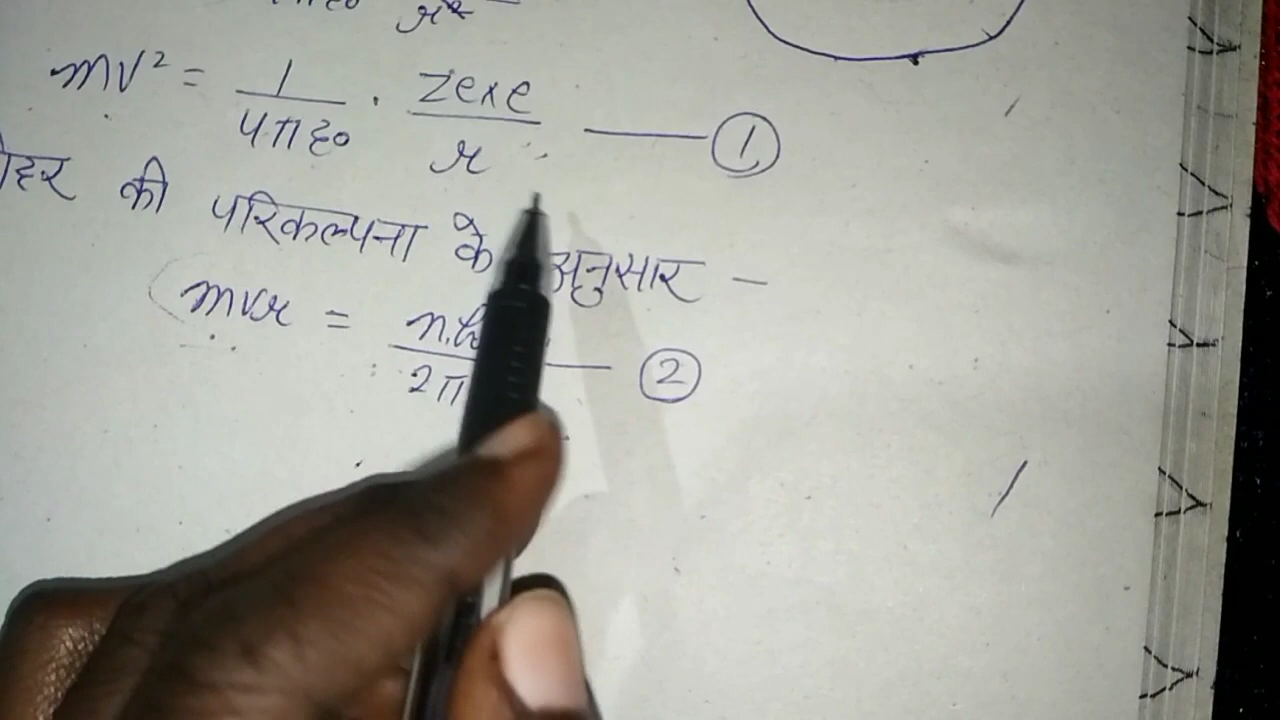 mv² = 1/4πε₀ · Ze×e/r —— ①
की परिकल्पना के अनुसार –
mvr = n.h/2π —— ②